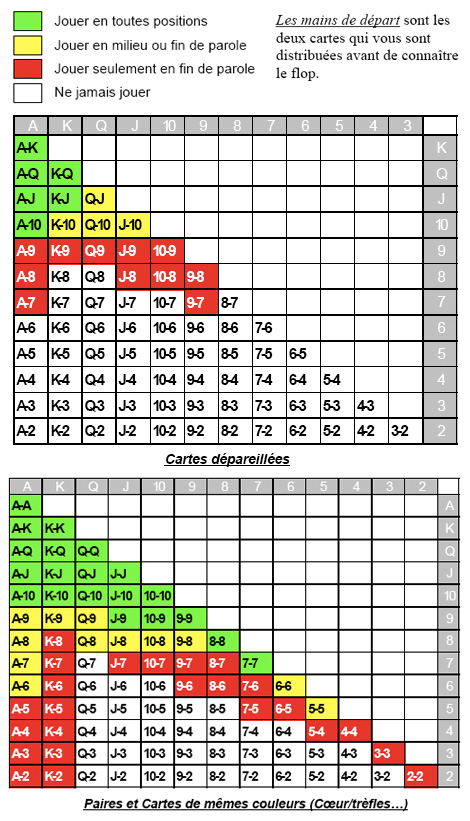 Jouer en toutes positions
Jouer en milieu ou fin de parole
Jouer seulement en fin de parole
Ne jamais jouer
Les mains de départ sont les
deux cartes qui vous sont
distribuées avant de connaître
le flop.
A K Q J 10 9 8 7 6 5 4 3
A-K K
A-Q K-Q Q
A-J K-J Q-J J
A-10 K-10 Q-10 J-10 10
A-9 K-9 Q-9 J-9 10-9 9
A-8 K-8 Q-8 J-8 10-8 9-8 8
A-7 K-7 Q-7 J-7 10-7 9-7 8-7 7
A-6 K-6 Q-6 J-6 10-6 9-6 8-6 7-6 6
A-5 K-5 Q-5 J-5 10-5 9-5 8-5 7-5 6-5 5
A-4 K-4 Q-4 J-4 10-4 9-4 8-4 7-4 6-4 5-4 4
A-3 K-3 Q-3 J-3 10-3 9-3 8-3 7-3 6-3 5-3 4-3 3
A-2 K-2 Q-2 J-2 10-2 9-2 8-2 7-2 6-2 5-2 4-2 3-2 2
Cartes dépareillées
A K Q J 10 9 8 7 6 5 4 3 2
A-A A
A-K K-K K
A-Q K-Q Q-Q Q
A-J K-J Q-J J-J J
A-10 K-10 Q-10 J-10 10-10 10
A-9 K-9 Q-9 J-9 10-9 9-9 9
A-8 K-8 Q-8 J-8 10-8 9-8 8-8 8
A-7 K-7 Q-7 J-7 10-7 9-7 8-7 7-7 7
A-6 K-6 Q-6 J-6 10-6 9-6 8-6 7-6 6-6 6
A-5 K-5 Q-5 J-5 10-5 9-5 8-5 7-5 6-5 5-5 5
A-4 K-4 Q-4 J-4 10-4 9-4 8-4 7-4 6-4 5-4 4-4 4
A-3 K-3 Q-3 J-3 10-3 9-3 8-3 7-3 6-3 5-3 4-3 3-3 3
A-2 K-2 Q-2 J-2 10-2 9-2 8-2 7-2 6-2 5-2 4-2 3-2 2-2 2
Paires et Cartes de mêmes couleurs (Cœur/trèfles…)